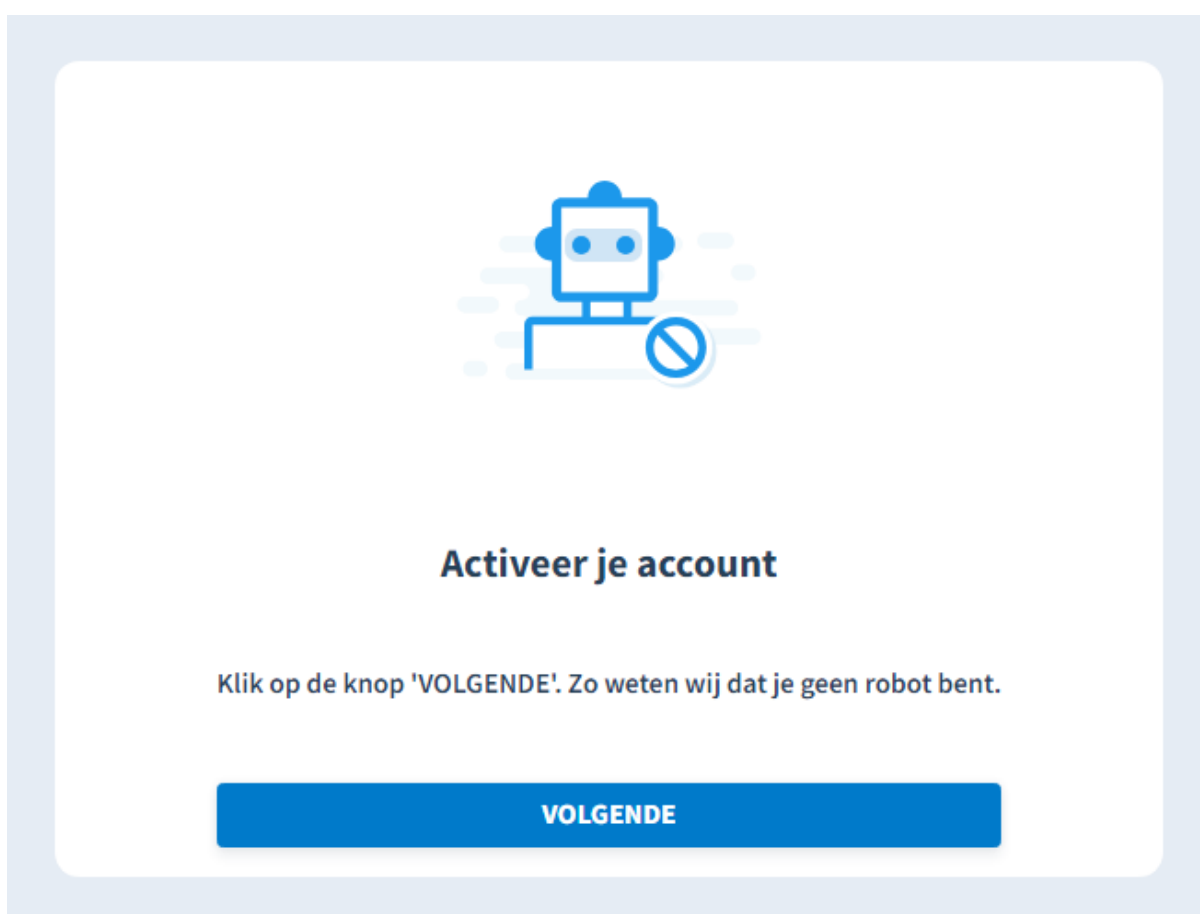 Activeer je account
Klik op de knop 'VOLGENDE'. Zo weten wij dat je geen robot bent.
VOLGENDE